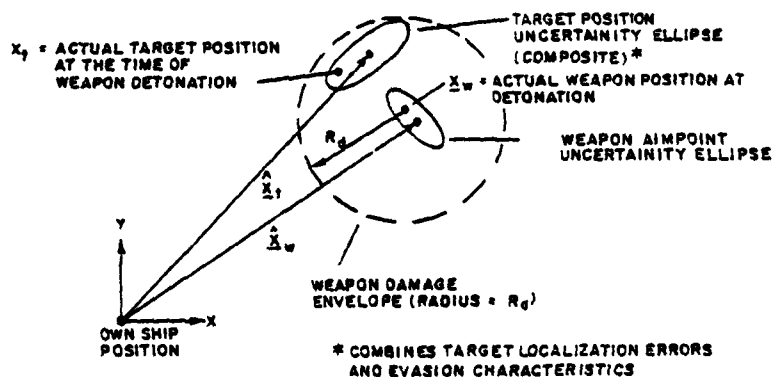 X_t = ACTUAL TARGET POSITION
AT THE TIME OF
WEAPON DETONATION
TARGET POSITION
UNCERTAINTY ELLIPSE
(COMPOSITE)*
X_w = ACTUAL WEAPON POSITION AT
DETONATION
R_d
WEAPON AIMPOINT
UNCERTAINITY ELLIPSE
X̂_t
X̂_w
Y
X
OWN SHIP
POSITION
WEAPON DAMAGE
ENVELOPE (RADIUS = R_d)
* COMBINES TARGET LOCALIZATION ERRORS
AND EVASION CHARACTERISTICS